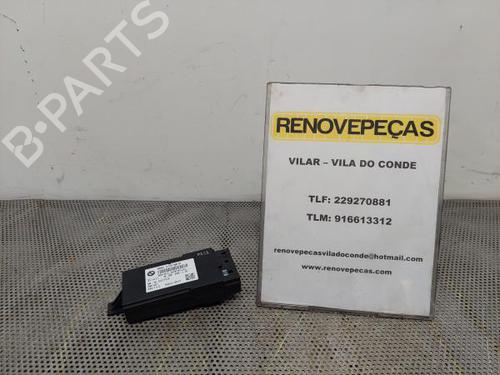 B-PARTS
RENOVEPEÇAS
VILAR – VILA DO CONDE
TLF: 229270881
TLM: 916613312
renovepecasviladoconde@hotmail.com
www.renovepecas.com